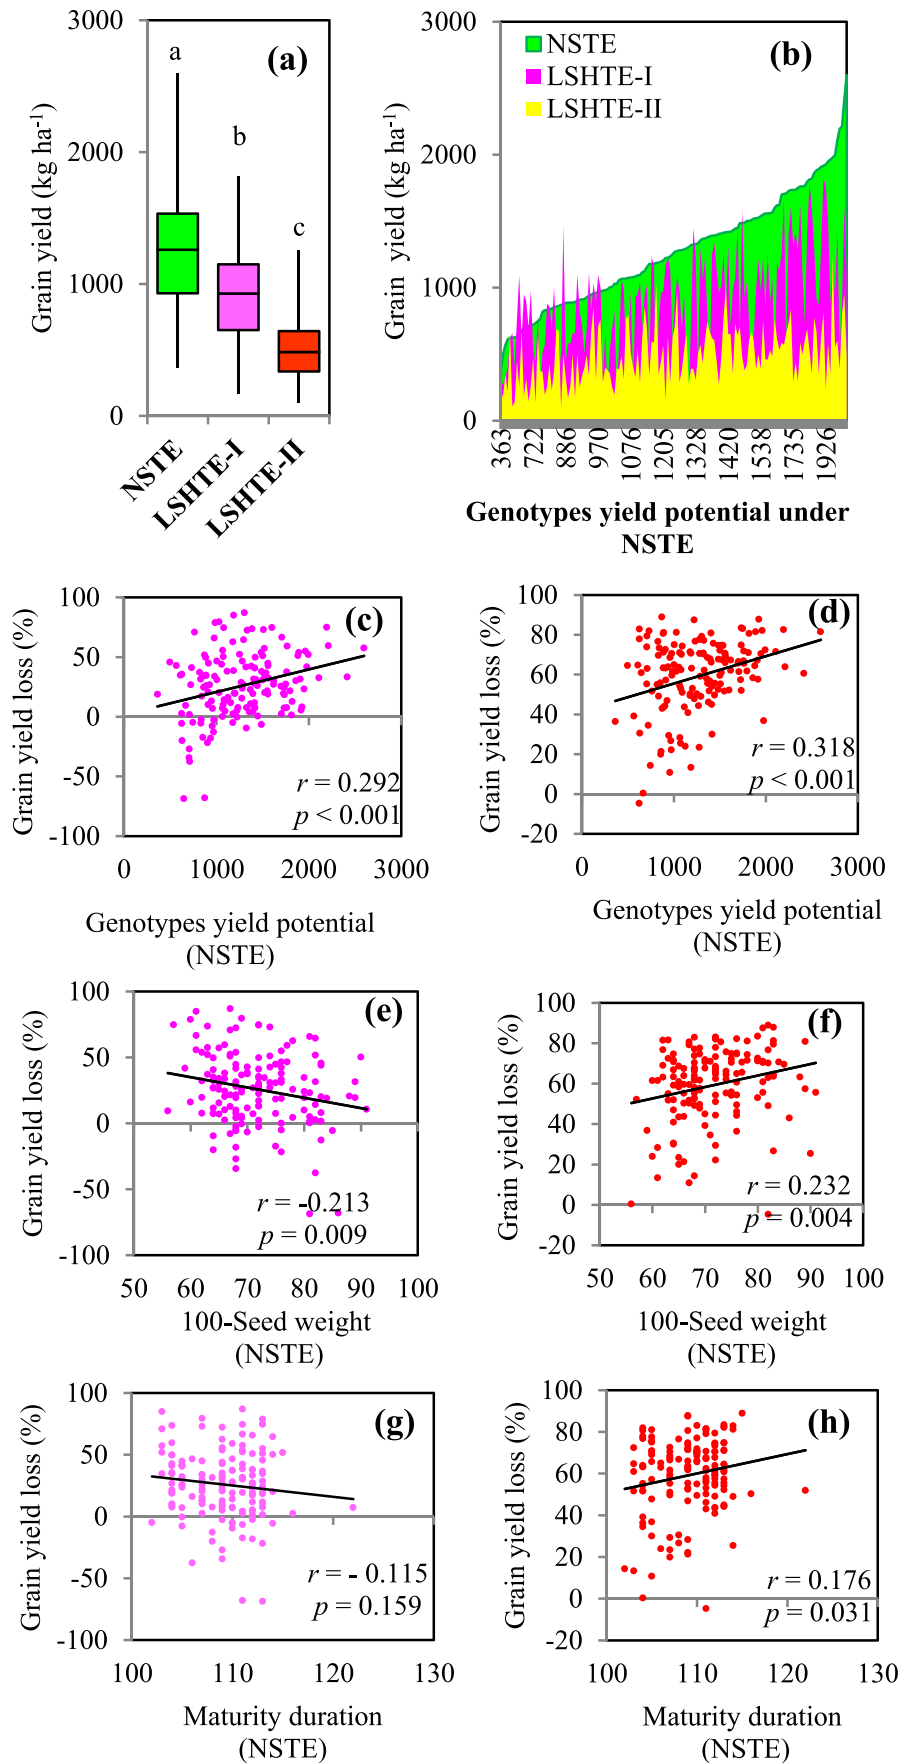 3000
2000
1000
0
Grain yield (kg ha⁻¹)
(a)
a
b
c
NSTE
LSHTE-I
LSHTE-II
3000
2000
1000
0
Grain yield (kg ha⁻¹)
NSTE
LSHTE-I
LSHTE-II
(b)
363
722
886
970
1076
1205
1328
1420
1538
1735
1926
Genotypes yield potential under
NSTE
100
50
0
-50
-100
Grain yield loss (%)
(c)
r = 0.292
p < 0.001
0
1000
2000
3000
Genotypes yield potential
(NSTE)
100
80
60
40
20
0
-20
Grain yield loss (%)
(d)
r = 0.318
p < 0.001
0
1000
2000
3000
Genotypes yield potential
(NSTE)
100
50
0
-50
-100
Grain yield loss (%)
(e)
r = -0.213
p = 0.009
50
60
70
80
90
100
100-Seed weight
(NSTE)
100
80
60
40
20
0
-20
Grain yield loss (%)
(f)
r = 0.232
p = 0.004
50
60
70
80
90
100
100-Seed weight
(NSTE)
100
50
0
-50
-100
Grain yield loss (%)
(g)
r = - 0.115
p = 0.159
100
110
120
130
Maturity duration
(NSTE)
100
80
60
40
20
0
-20
Grain yield loss (%)
(h)
r = 0.176
p = 0.031
100
110
120
130
Maturity duration
(NSTE)